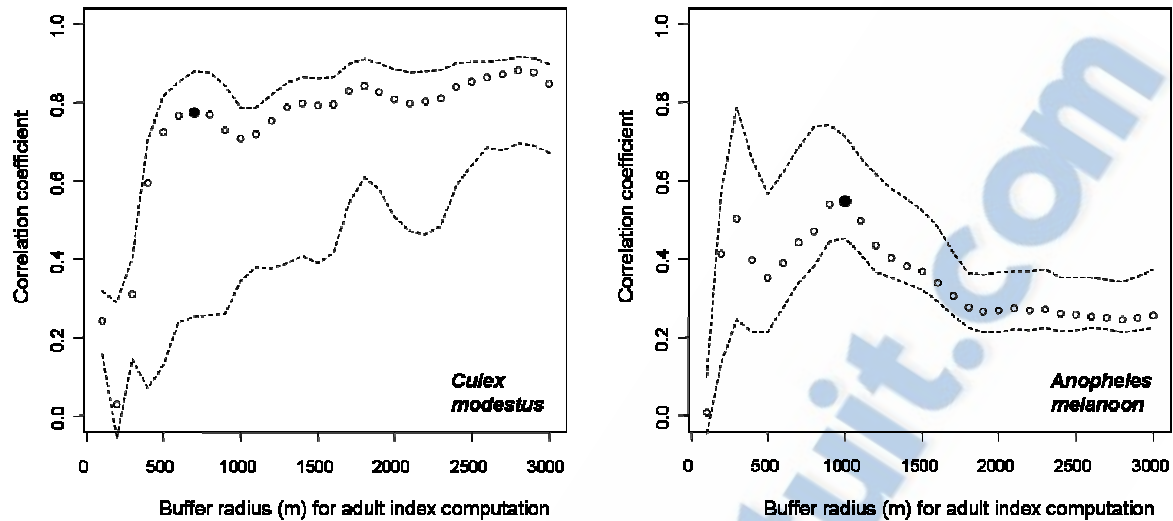 1.0
0.8
0.6
0.4
0.2
0.0
Correlation coefficient
Culex
modestus
0 500 1000 1500 2000 2500 3000
Buffer radius (m) for adult index computation
1.0
0.8
0.6
0.4
0.2
0.0
Correlation coefficient
Anopheles
melanoon
0 500 1000 1500 2000 2500 3000
Buffer radius (m) for adult index computation
uit.com